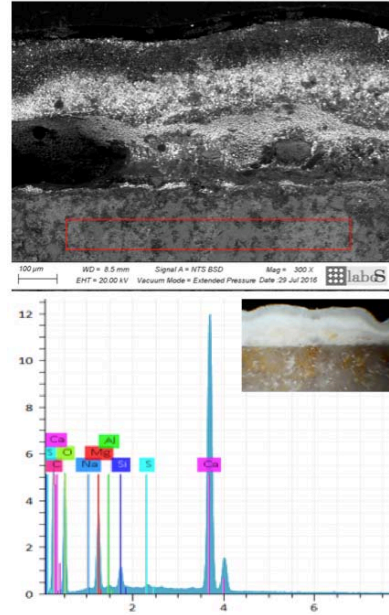 100 µm WD = 8.5 mm Signal A = NTS BSD Mag = 300 X labeS
EHT = 20.00 kV Vacuum Mode = Extended Pressure Date :29 Jul 2016
12
10
8
6
Ca Al
S O Mg
C Na Si S Ca
4
2
0
2 4 6